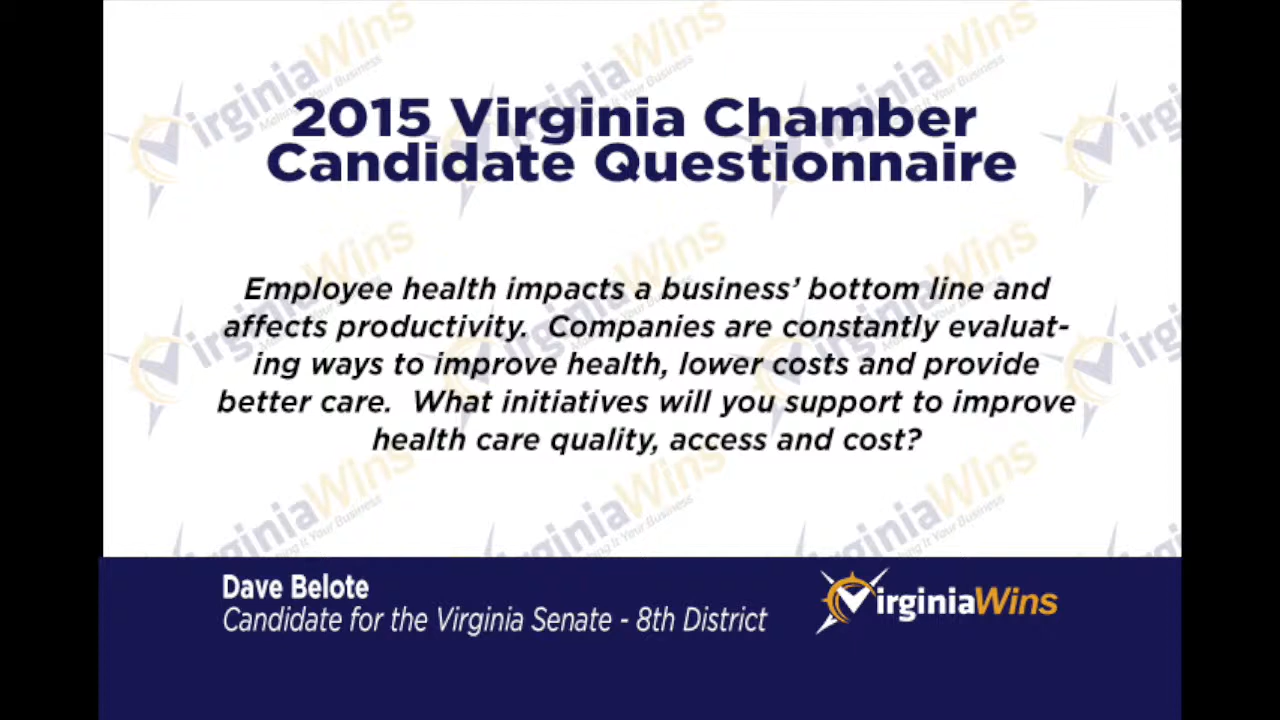 2015 Virginia Chamber
Candidate Questionnaire
Employee health impacts a business’ bottom line and
affects productivity.  Companies are constantly evaluat-
ing ways to improve health, lower costs and provide
better care.  What initiatives will you support to improve
health care quality, access and cost?
Dave Belote
Candidate for the Virginia Senate - 8th District
VirginiaWins